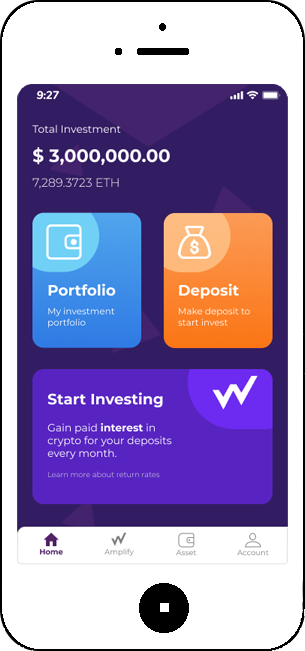 9:27
Total Investment
$ 3,000,000.00
7,289.3723 ETH
Portfolio
My investment
portfolio
$
Deposit
Make deposit to
start invest
Start Investing
Gain paid interest in
crypto for your deposits
every month.
Learn more about return rates
Home Amplify Asset Account